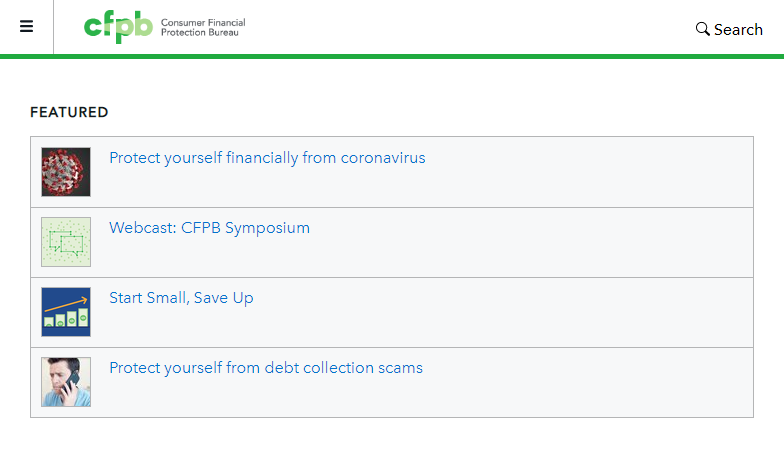 cfpb
Consumer Financial
Protection Bureau
Search
FEATURED
Protect yourself financially from coronavirus
Webcast: CFPB Symposium
Start Small, Save Up
Protect yourself from debt collection scams